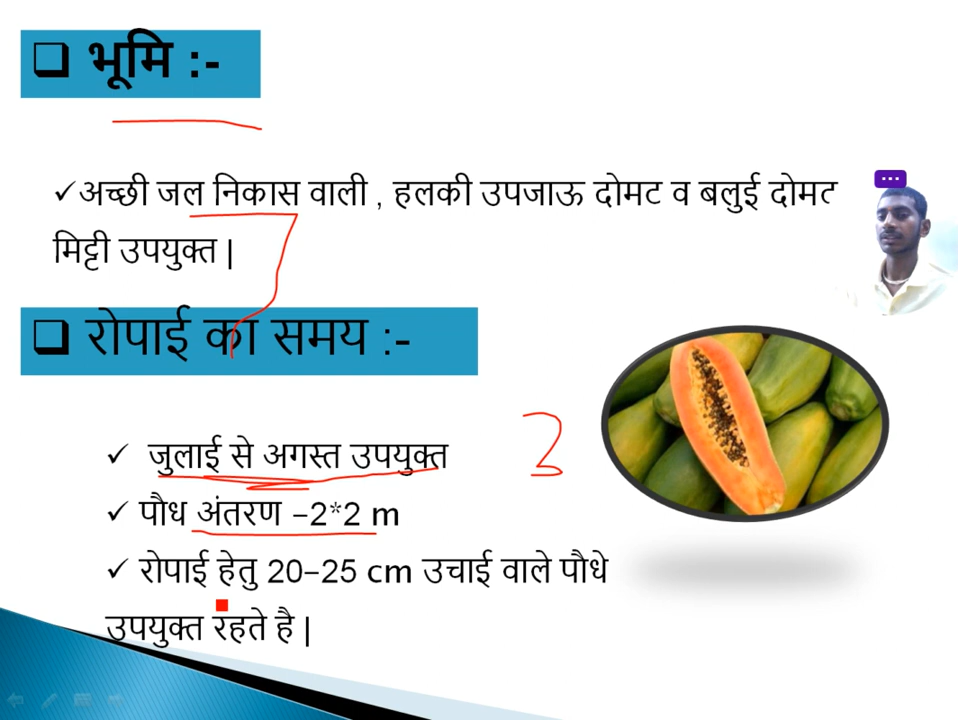 ❑ भूमि :-
✓अच्छी जल निकास वाली , हलकी उपजाऊ दोमट व बलुई दोमट
मिट्टी उपयुक्त |
❑ रोपाई का समय :-
✓ जुलाई से अगस्त उपयुक्त
2
✓ पौध अंतरण –2*2 m
✓ रोपाई हेतु 20–25 cm उचाई वाले पौधे
उपयुक्त रहते है |